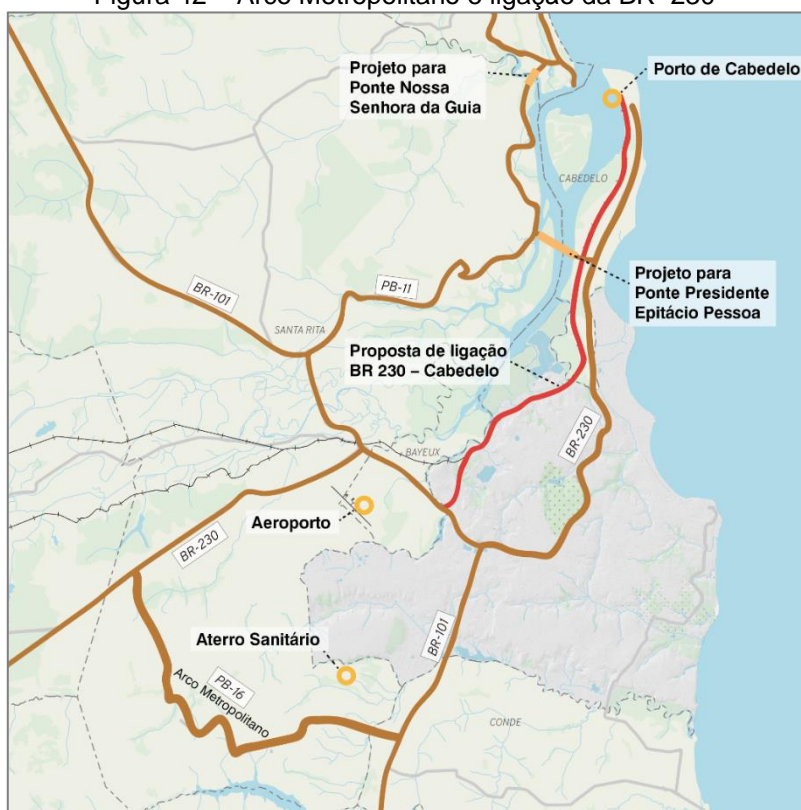 Figura 42 – Arco Metropolitano e ligação da BR- 230
Projeto para
Ponte Nossa
Senhora da Guia
Porto de Cabedelo
CABEDELO
BR-101
PB-11
Projeto para
Ponte Presidente
Epitácio Pessoa
SANTA RITA
Proposta de ligação
BR 230 – Cabedelo
BR-230
BAYEUX
Aeroporto
BR-230
Aterro Sanitário
BR-101
PB-16
Arco Metropolitano
CONDE